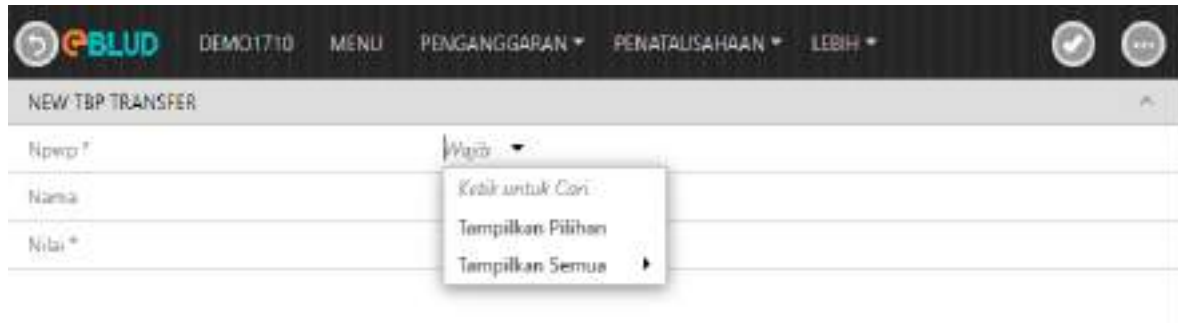 eBLUD DEMO1710 MENU PENGANGGARAN PENATAUSAHAAN LEBIH
NEW TBP TRANSFER
Npwp * Wajib
Ketik untuk Cari
Nama
Tampilkan Pilihan
Nilai *
Tampilkan Semua